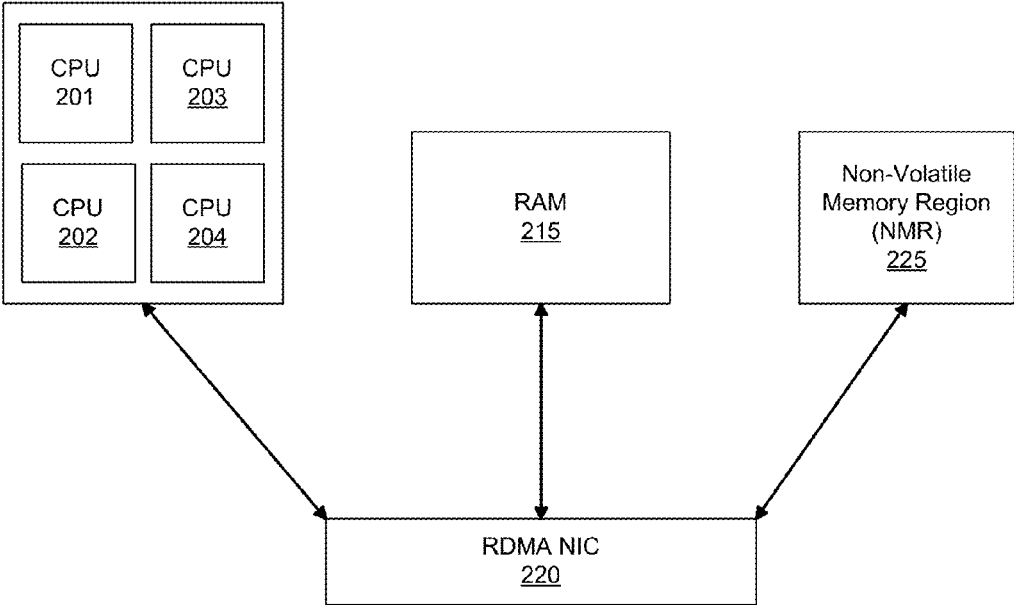 CPU
201
CPU
203
CPU
202
CPU
204
RAM
215
Non-Volatile
Memory Region
(NMR)
225
RDMA NIC
220